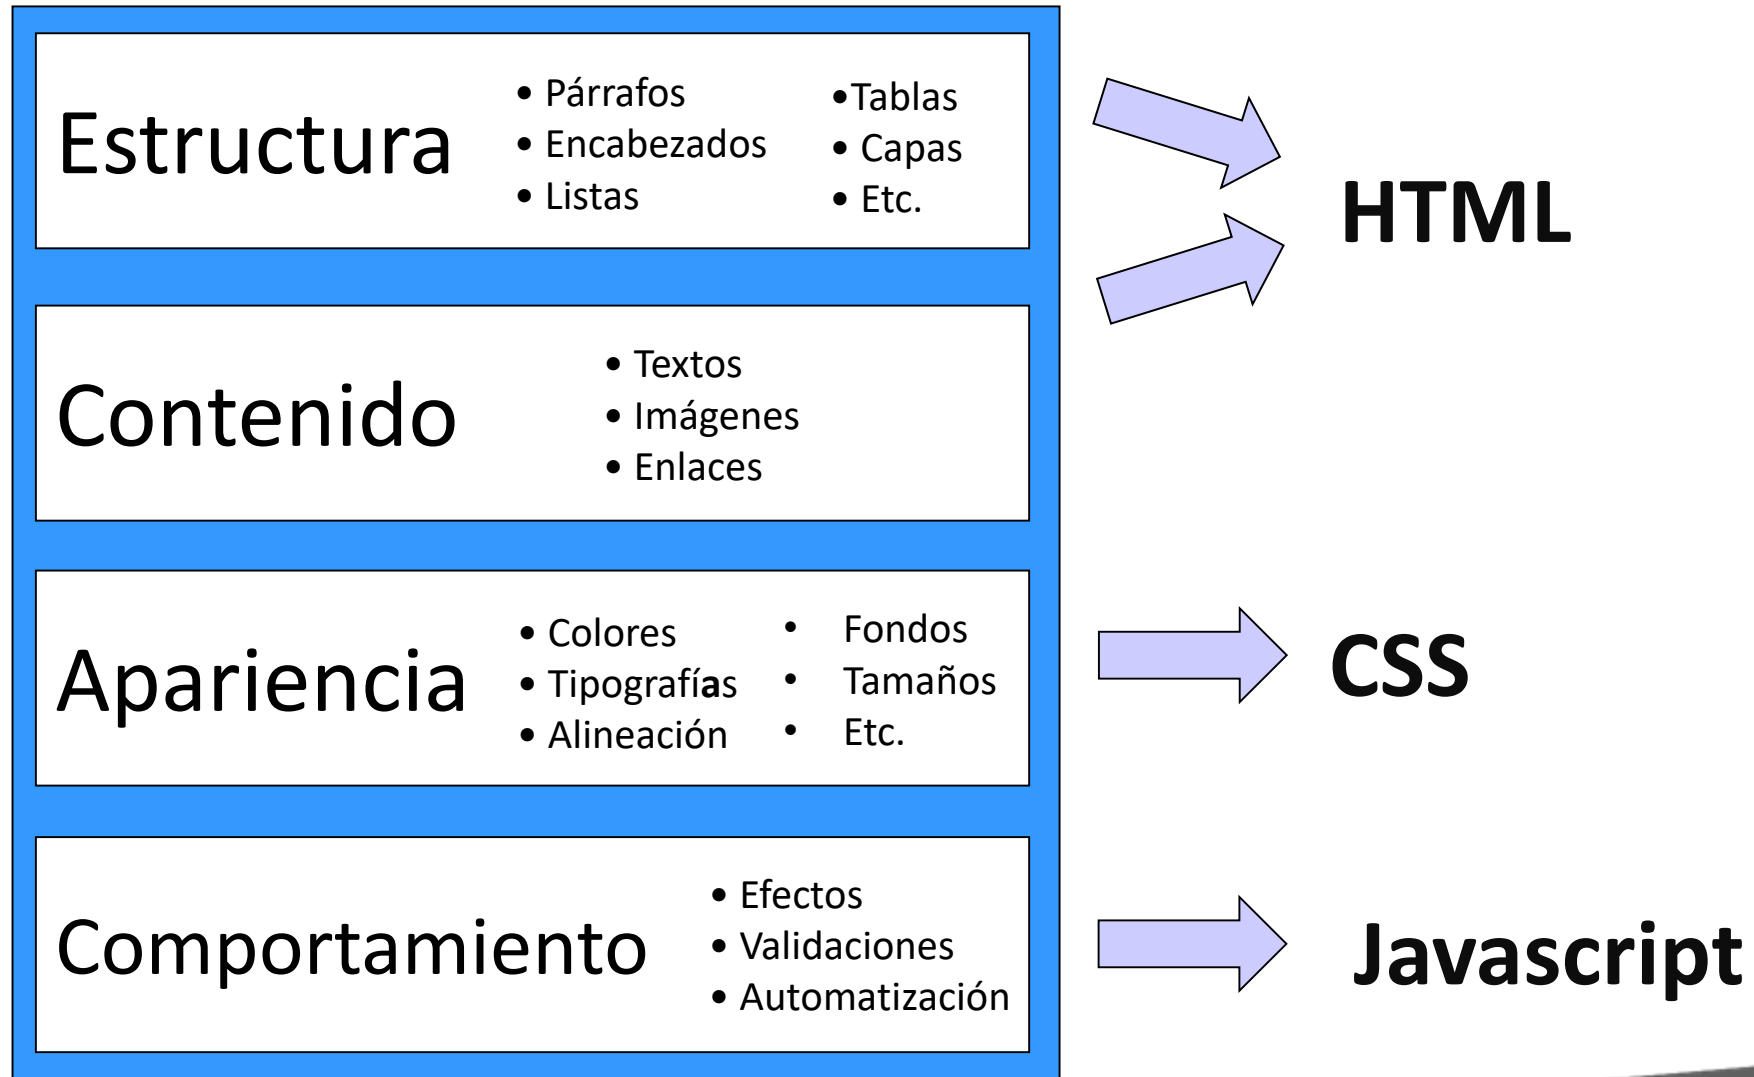 Estructura
• Párrafos
• Encabezados
• Listas
•Tablas
• Capas
• Etc.
HTML
Contenido
• Textos
• Imágenes
• Enlaces
Apariencia
• Colores
• Tipografías
• Alineación
• Fondos
• Tamaños
• Etc.
CSS
Comportamiento
• Efectos
• Validaciones
• Automatización
Javascript